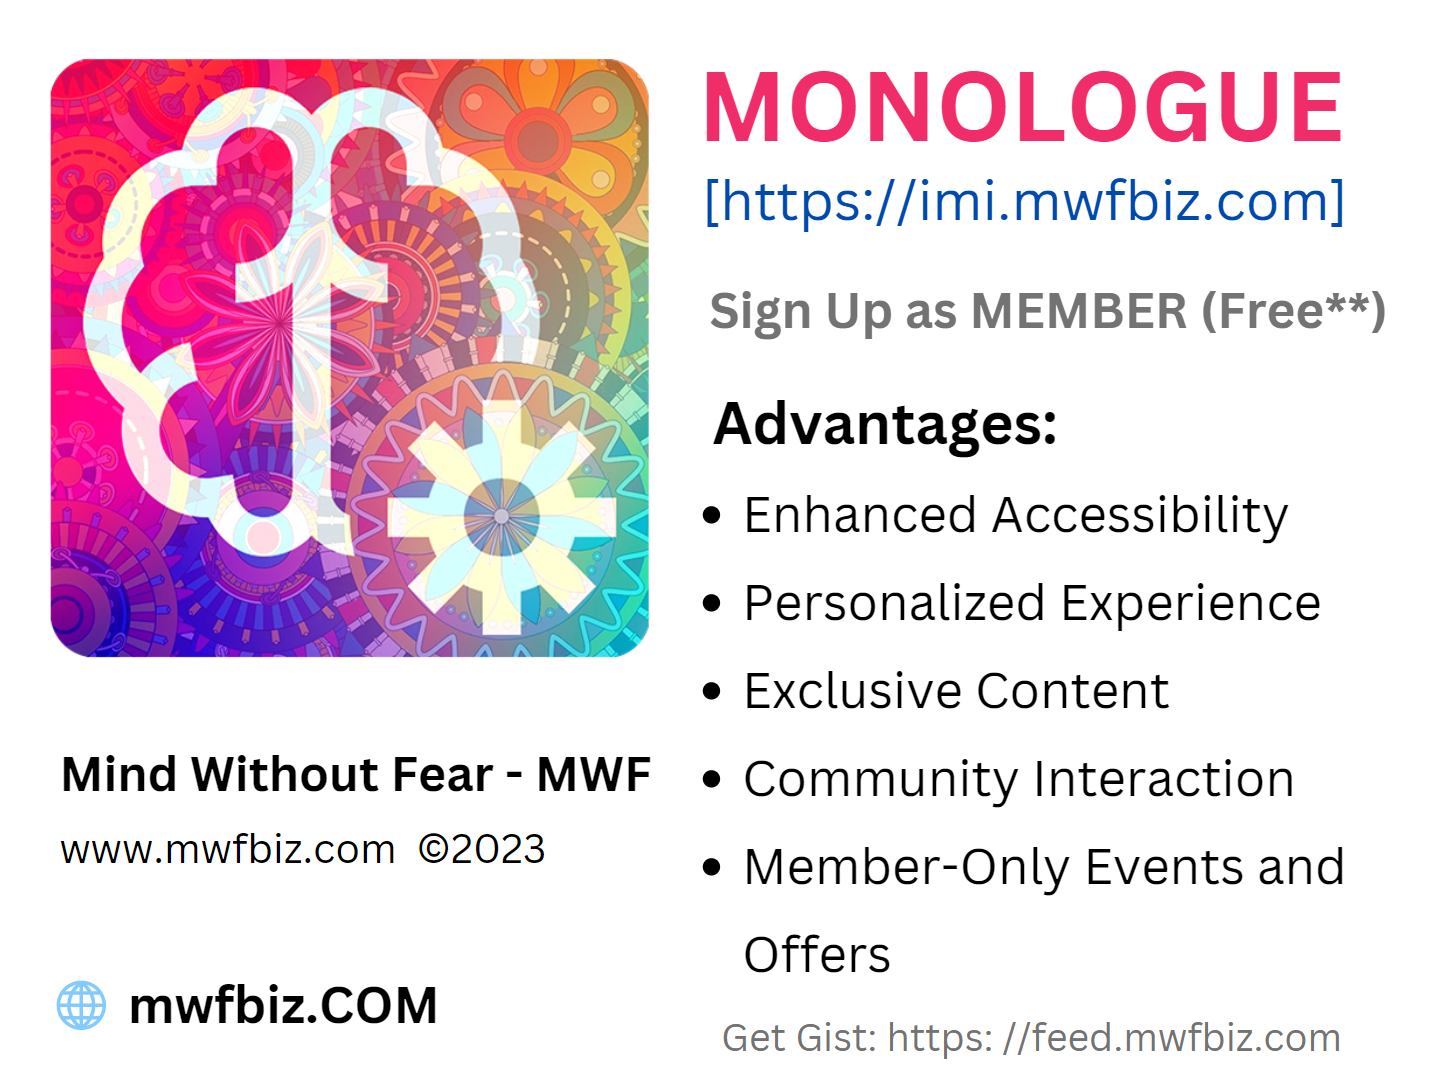 MONOLOGUE
[https://imi.mwfbiz.com]
Sign Up as MEMBER (Free**)
Advantages:
• Enhanced Accessibility
• Personalized Experience
• Exclusive Content
• Community Interaction
• Member-Only Events and
Offers
Get Gist: https: //feed.mwfbiz.com
Mind Without Fear - MWF
www.mwfbiz.com ©2023
mwfbiz.COM